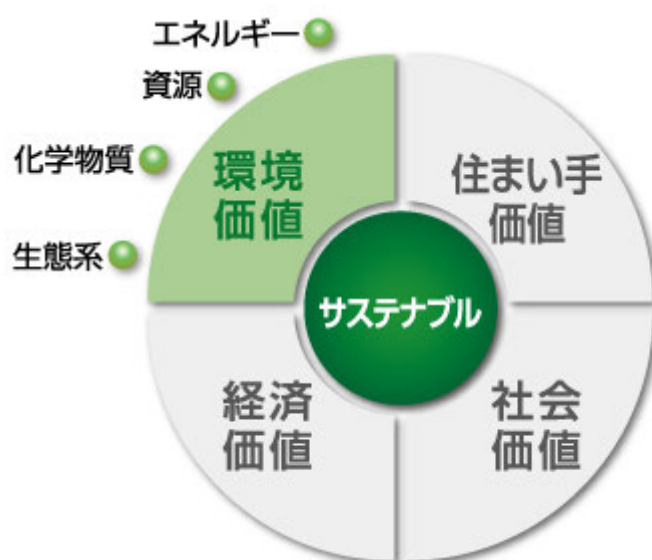 エネルギー
資源
化学物質
生態系
環境
価値
住まい手
価値
サステナブル
経済
価値
社会
価値